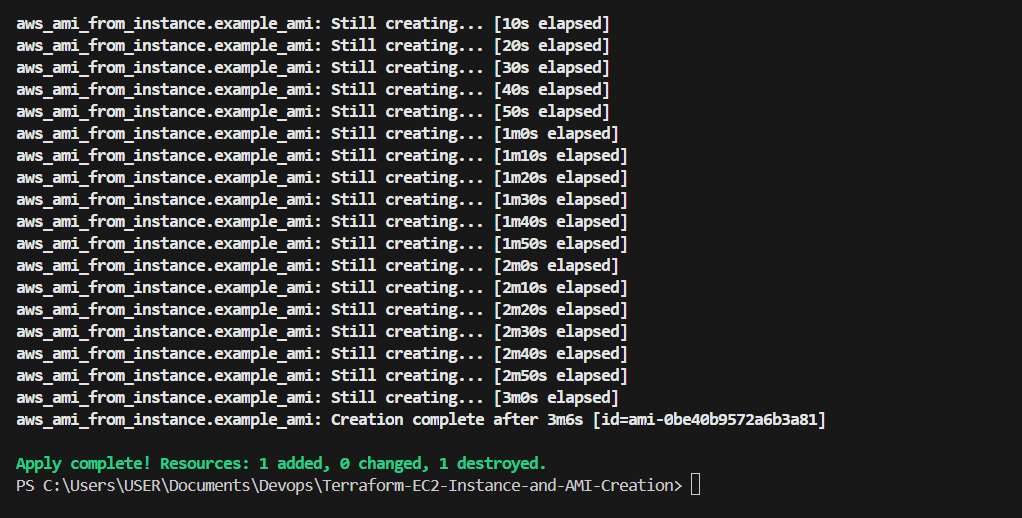 aws_ami_from_instance.example_ami: Still creating... [10s elapsed]
aws_ami_from_instance.example_ami: Still creating... [20s elapsed]
aws_ami_from_instance.example_ami: Still creating... [30s elapsed]
aws_ami_from_instance.example_ami: Still creating... [40s elapsed]
aws_ami_from_instance.example_ami: Still creating... [50s elapsed]
aws_ami_from_instance.example_ami: Still creating... [1m0s elapsed]
aws_ami_from_instance.example_ami: Still creating... [1m10s elapsed]
aws_ami_from_instance.example_ami: Still creating... [1m20s elapsed]
aws_ami_from_instance.example_ami: Still creating... [1m30s elapsed]
aws_ami_from_instance.example_ami: Still creating... [1m40s elapsed]
aws_ami_from_instance.example_ami: Still creating... [1m50s elapsed]
aws_ami_from_instance.example_ami: Still creating... [2m0s elapsed]
aws_ami_from_instance.example_ami: Still creating... [2m10s elapsed]
aws_ami_from_instance.example_ami: Still creating... [2m20s elapsed]
aws_ami_from_instance.example_ami: Still creating... [2m30s elapsed]
aws_ami_from_instance.example_ami: Still creating... [2m40s elapsed]
aws_ami_from_instance.example_ami: Still creating... [2m50s elapsed]
aws_ami_from_instance.example_ami: Still creating... [3m0s elapsed]
aws_ami_from_instance.example_ami: Creation complete after 3m6s [id=ami-0be40b9572a6b3a81]
Apply complete! Resources: 1 added, 0 changed, 1 destroyed.
PS C:\Users\USER\Documents\Devops\Terraform-EC2-Instance-and-AMI-Creation>